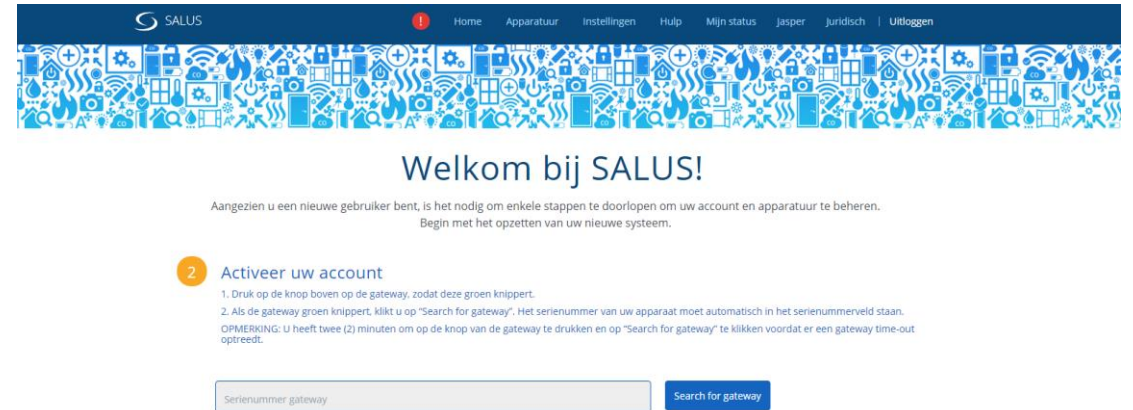 SALUS
! Home Apparatuur Instellingen Hulp Mijn status Jasper Juridisch | Uitloggen
Welkom bij SALUS!
Aangezien u een nieuwe gebruiker bent, is het nodig om enkele stappen te doorlopen om uw account en apparatuur te beheren.
Begin met het opzetten van uw nieuwe systeem.
2 Activeer uw account
1. Druk op de knop boven op de gateway, zodat deze groen knippert.
2. Als de gateway groen knippert, klikt u op “Search for gateway”. Het serienummer van uw apparaat moet automatisch in het serienummerveld staan.
OPMERKING: U heeft twee (2) minuten om op de knop van de gateway te drukken en op “Search for gateway” te klikken voordat er een gateway time-out
optreedt.
Serienummer gateway
Search for gateway